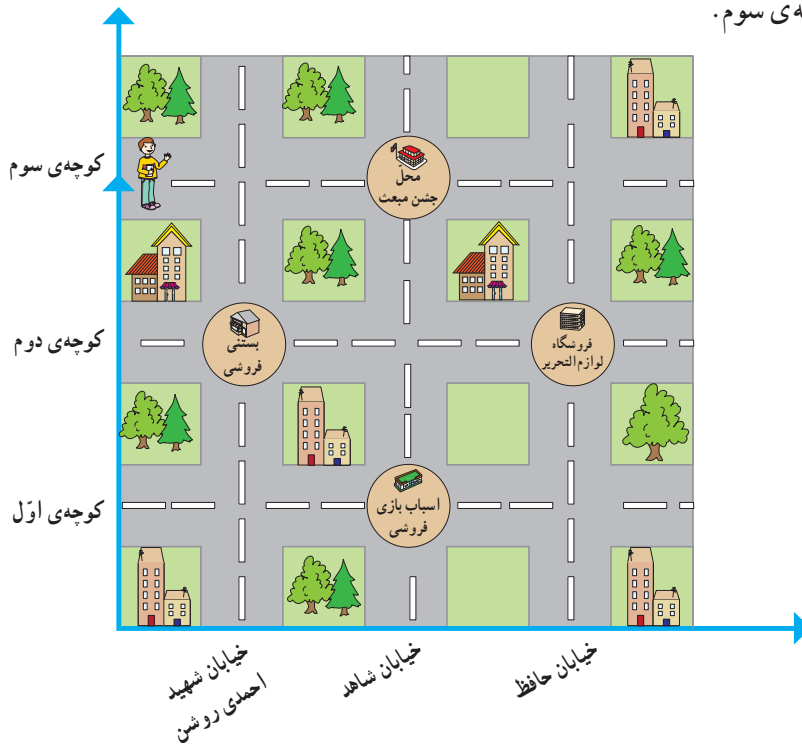 ‌ی سوم.
کوچه‌ی سوم
محلّ
جشن مبعث
کوچه‌ی دوم
بستنی
فروشی
فروشگاه
لوازم‌التحریر
کوچه‌ی اوّل
اسباب بازی
فروشی
خیابان شهید
احمدی روشن
خیابان شاهد
خیابان حافظ